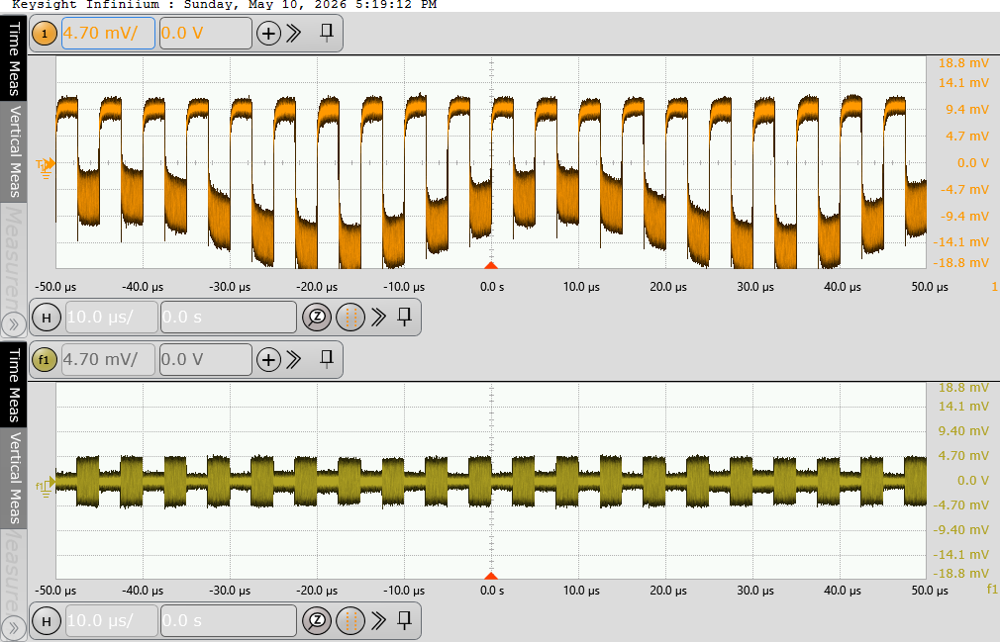 Keysight Infiniium : Sunday, May 10, 2026 5:19:12 PM
Time Meas
Vertical Meas
Measuren
1 4.70 mV/ 0.0 V
18.8 mV
14.1 mV
9.4 mV
4.7 mV
0.0 V
-4.7 mV
-9.4 mV
-14.1 mV
-18.8 mV
-50.0 µs -40.0 µs -30.0 µs -20.0 µs -10.0 µs 0.0 s 10.0 µs 20.0 µs 30.0 µs 40.0 µs 50.0 µs 1
H 10.0 µs/ 0.0 s Z
Time Meas
Vertical Meas
Measure
f1 4.70 mV/ 0.0 V
18.8 mV
14.1 mV
9.40 mV
4.70 mV
0.0 V
-4.70 mV
-9.40 mV
-14.1 mV
-18.8 mV
f1
-50.0 µs -40.0 µs -30.0 µs -20.0 µs -10.0 µs 0.0 s 10.0 µs 20.0 µs 30.0 µs 40.0 µs 50.0 µs f1
H 10.0 µs/ 0.0 s Z